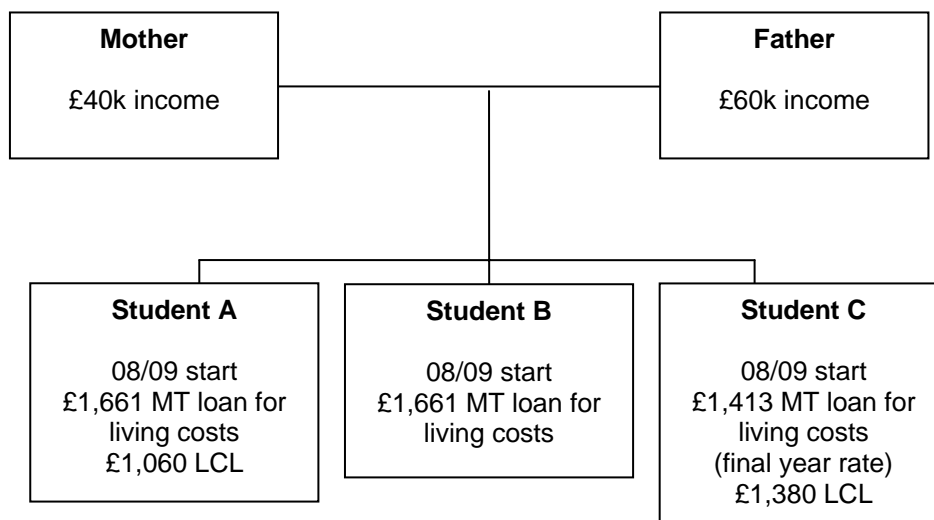 Mother
£40k income
Father
£60k income
Student A
08/09 start
£1,661 MT loan for
living costs
£1,060 LCL
Student B
08/09 start
£1,661 MT loan for
living costs
Student C
08/09 start
£1,413 MT loan for
living costs
(final year rate)
£1,380 LCL